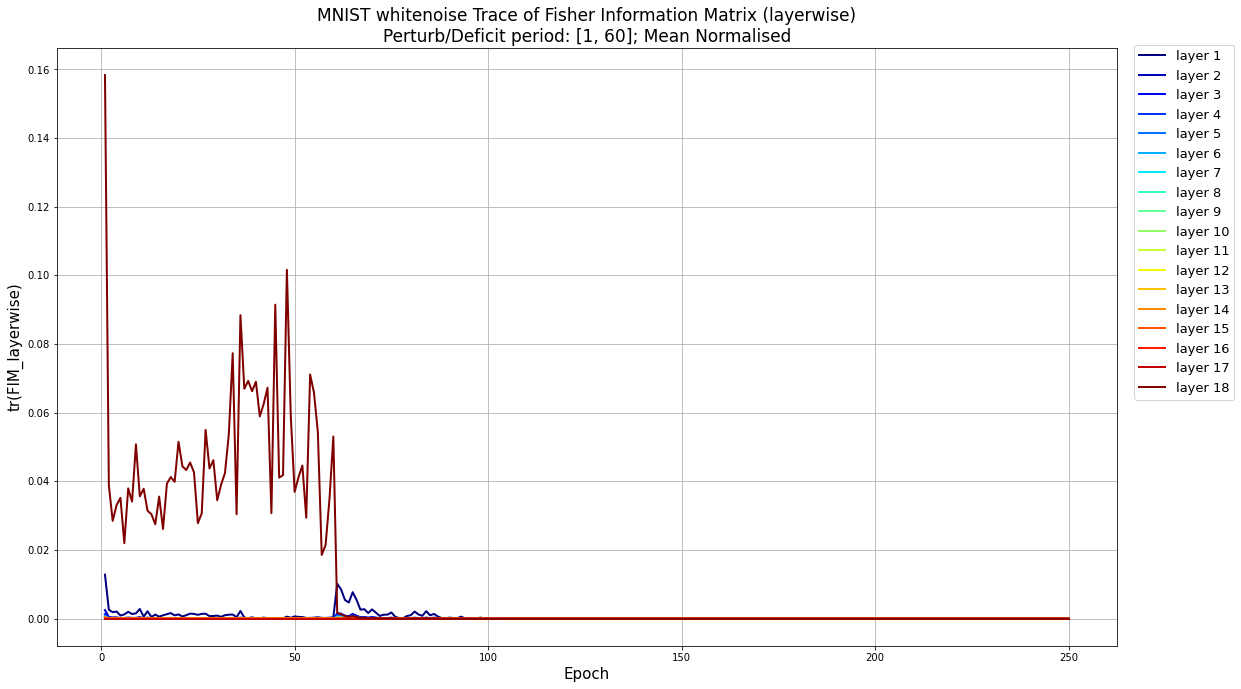 MNIST whitenoise Trace of Fisher Information Matrix (layerwise)
Perturb/Deficit period: [1, 60]; Mean Normalised
tr(FIM_layerwise)
0.16
0.14
0.12
0.10
0.08
0.06
0.04
0.02
0.00
0
50
100
150
200
250
Epoch
layer 1
layer 2
layer 3
layer 4
layer 5
layer 6
layer 7
layer 8
layer 9
layer 10
layer 11
layer 12
layer 13
layer 14
layer 15
layer 16
layer 17
layer 18